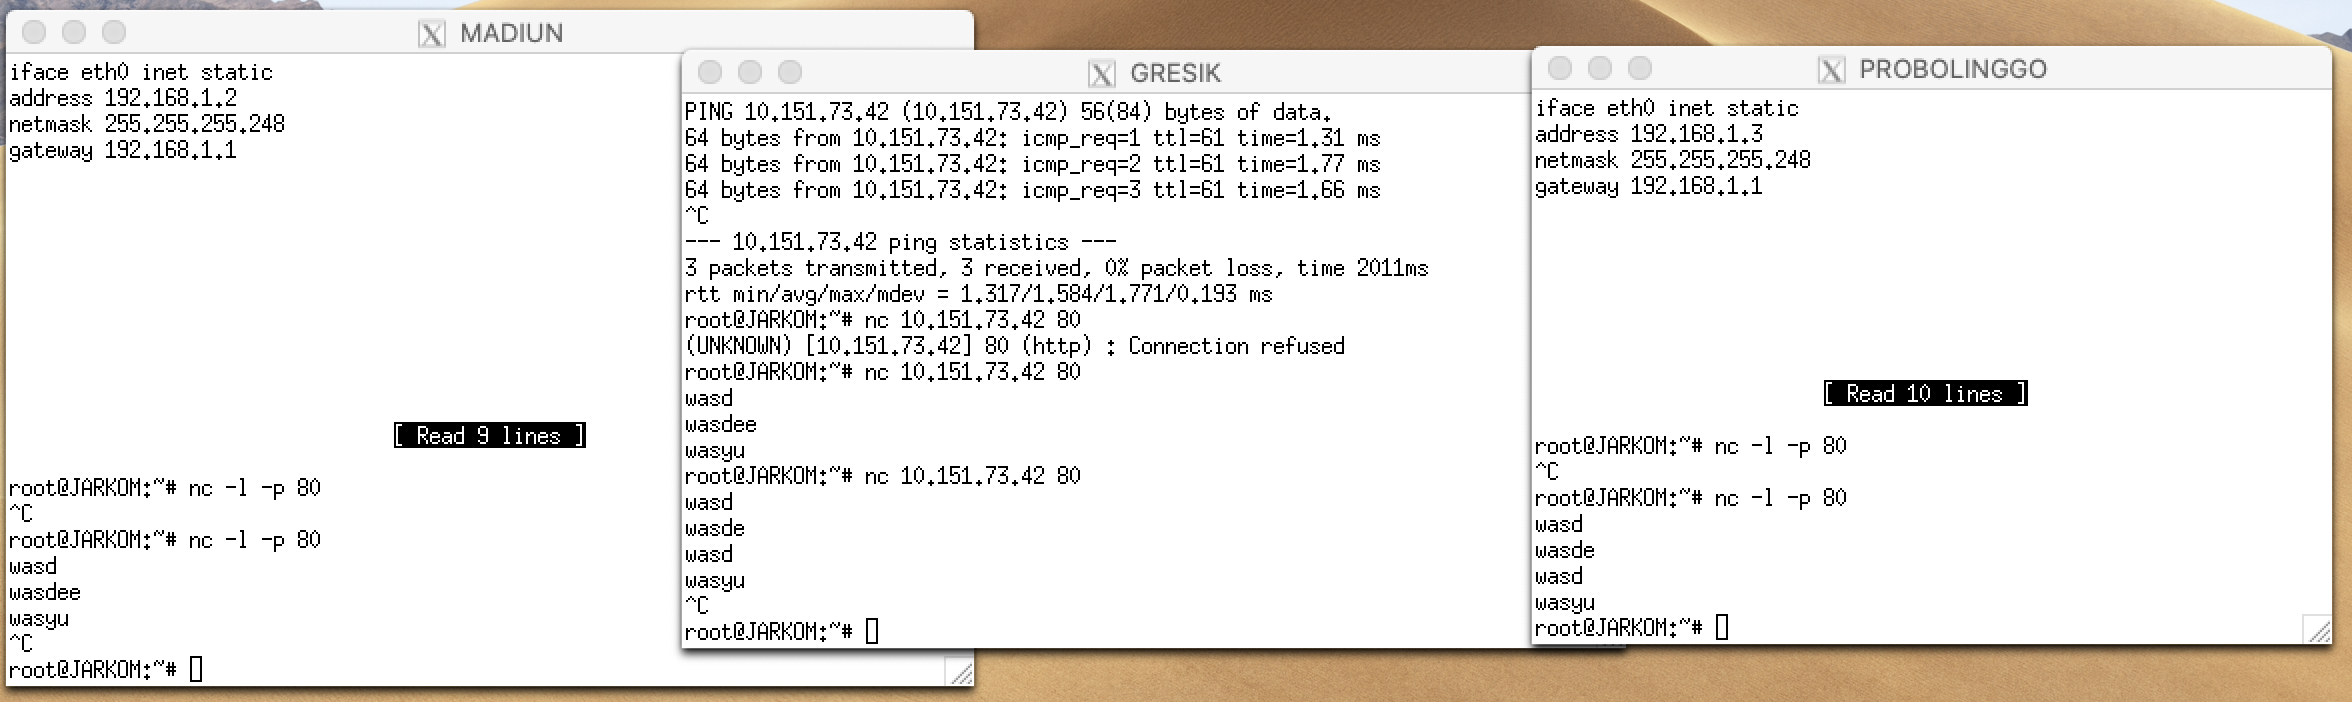 MADIUN
iface eth0 inet static
address 192.168.1.2
netmask 255.255.255.248
gateway 192.168.1.1
[ Read 9 lines ]
root@JARKOM:~# nc -l -p 80
^C
root@JARKOM:~# nc -l -p 80
wasd
wasdee
wasyu
^C
root@JARKOM:~#
GRESIK
PING 10.151.73.42 (10.151.73.42) 56(84) bytes of data.
64 bytes from 10.151.73.42: icmp_req=1 ttl=61 time=1.31 ms
64 bytes from 10.151.73.42: icmp_req=2 ttl=61 time=1.77 ms
64 bytes from 10.151.73.42: icmp_req=3 ttl=61 time=1.66 ms
^C
--- 10.151.73.42 ping statistics ---
3 packets transmitted, 3 received, 0% packet loss, time 2011ms
rtt min/avg/max/mdev = 1.317/1.584/1.771/0.193 ms
root@JARKOM:~# nc 10.151.73.42 80
(UNKNOWN) [10.151.73.42] 80 (http) : Connection refused
root@JARKOM:~# nc 10.151.73.42 80
wasd
wasdee
wasyu
root@JARKOM:~# nc 10.151.73.42 80
wasd
wasde
wasd
wasyu
^C
root@JARKOM:~#
PROBOLINGGO
iface eth0 inet static
address 192.168.1.3
netmask 255.255.255.248
gateway 192.168.1.1
[ Read 10 lines ]
root@JARKOM:~# nc -l -p 80
^C
root@JARKOM:~# nc -l -p 80
wasd
wasde
wasd
wasyu
root@JARKOM:~#